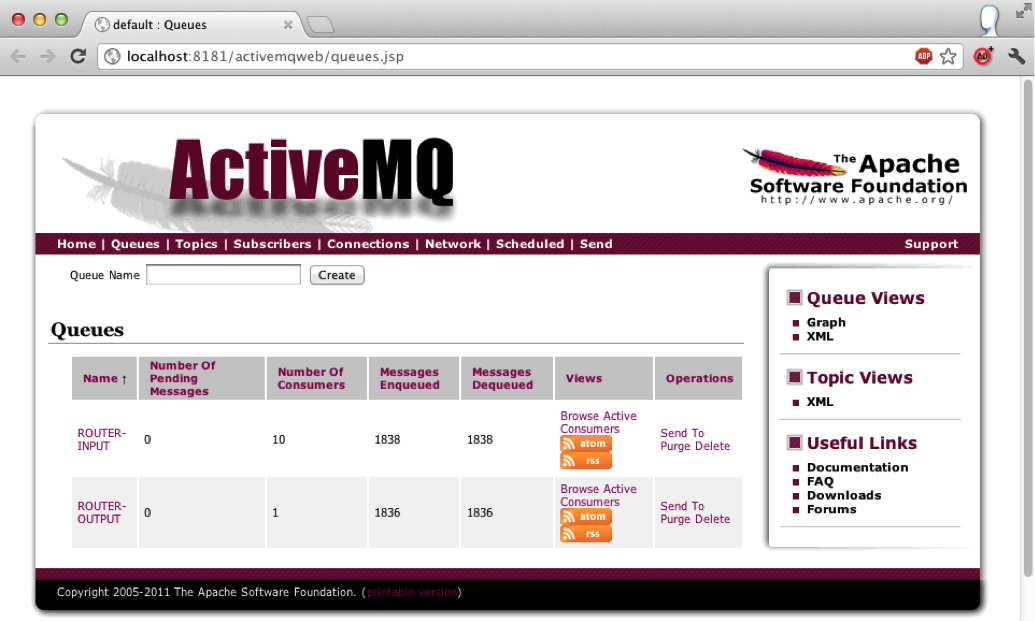 default : Queues
localhost:8181/activemqweb/queues.jsp
ABP
AD
ActiveMQ
The Apache
Software Foundation
http://www.apache.org/
Home | Queues | Topics | Subscribers | Connections | Network | Scheduled | Send
Support
Queue Name
Create
Queues
Name ↑
Number Of
Pending
Messages
Number Of
Consumers
Messages
Enqueued
Messages
Dequeued
Views
Operations
ROUTER-
INPUT
0
10
1838
1838
Browse Active
Consumers
atom
rss
Send To
Purge Delete
ROUTER-
OUTPUT
0
1
1836
1836
Browse Active
Consumers
atom
rss
Send To
Purge Delete
Queue Views
Graph
XML
Topic Views
XML
Useful Links
Documentation
FAQ
Downloads
Forums
Copyright 2005-2011 The Apache Software Foundation. (printable version)